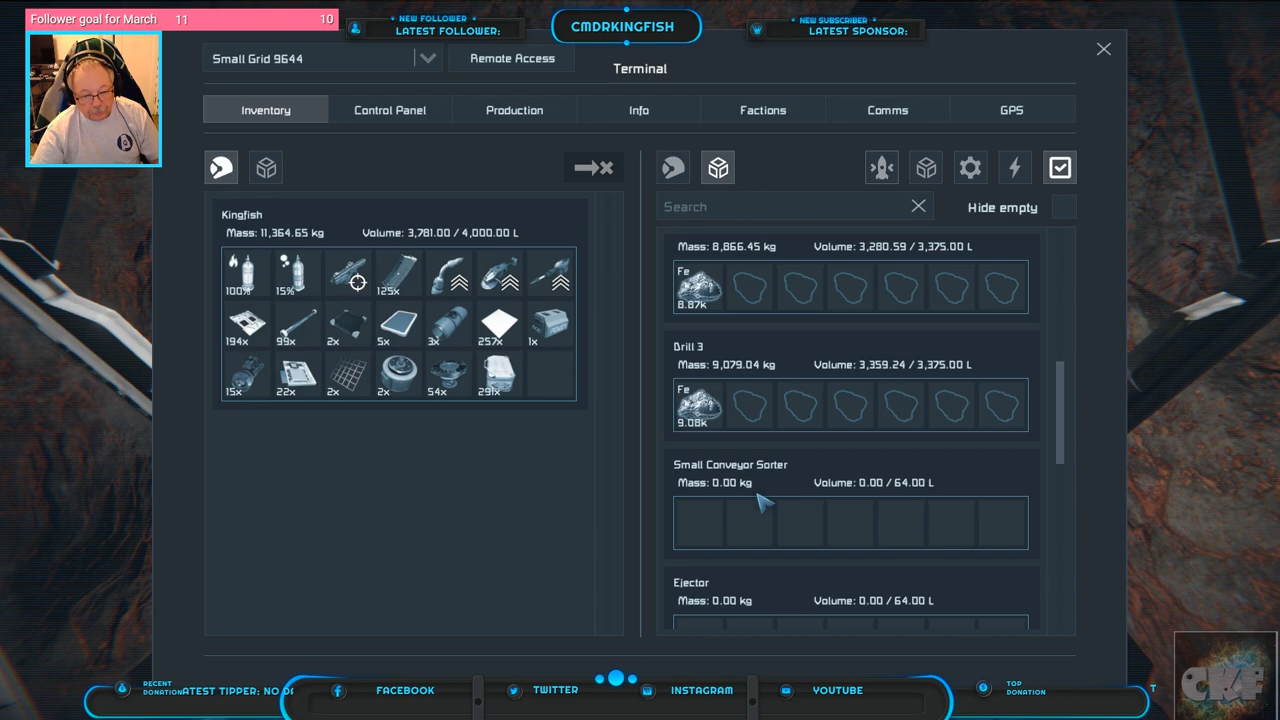 Follower goal for March 11 10
NEW FOLLOWER
LATEST FOLLOWER:
CMDRKINGFISH
NEW SUBSCRIBER
LATEST SPONSOR:
Small Grid 9644
Remote Access
Terminal
Inventory
Control Panel
Production
Info
Factions
Comms
GPS
Search
Hide empty
Kingfish
Mass: 11,364.65 kg Volume: 3,781.00 / 4,000.00 L
100% 15% 125x
194x 99x 2x 5x 3x 257x 1x
15x 22x 2x 2x 54x 291x
Mass: 8,866.45 kg Volume: 3,280.59 / 3,375.00 L
Fe
8.87k
Drill 3
Mass: 9,079.04 kg Volume: 3,359.24 / 3,375.00 L
Fe
9.08k
Small Conveyor Sorter
Mass: 0.00 kg Volume: 0.00 / 64.00 L
Ejector
Mass: 0.00 kg Volume: 0.00 / 64.00 L
RECENT
DONATION
ATEST TIPPER: NO D
FACEBOOK
TWITTER
INSTAGRAM
YOUTUBE
TOP
DONATION
T
CKF